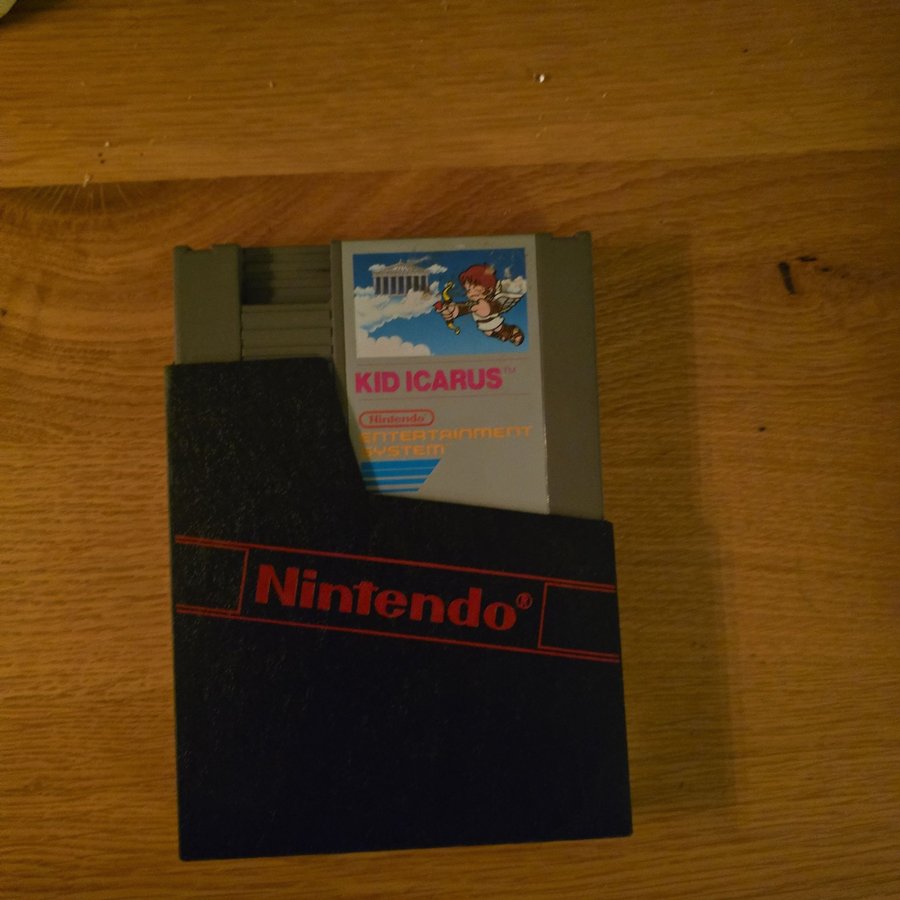 KID ICARUS™
Nintendo®
ENTERTAINMENT
SYSTEM
Nintendo®